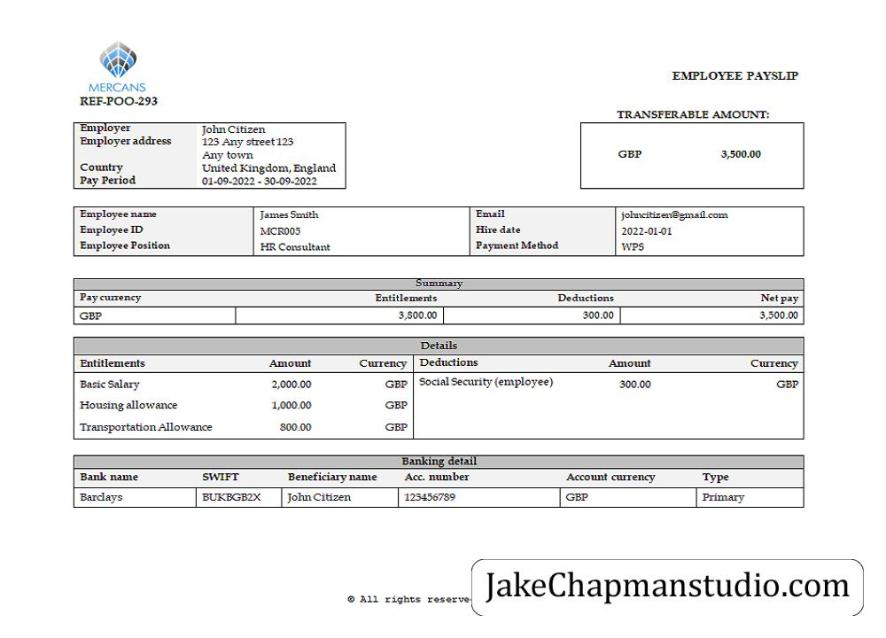 MERCANS
REF-POO-293
EMPLOYEE PAYSLIP
TRANSFERABLE AMOUNT:
GBP 3,500.00
Employer John Citizen
Employer address 123 Any street 123
Any town
Country United Kingdom, England
Pay Period 01-09-2022 - 30-09-2022
Employee name James Smith Email johncitizen@gmail.com
Employee ID MCR005 Hire date 2022-01-01
Employee Position HR Consultant Payment Method WPS
Summary
Pay currency Entitlements Deductions Net pay
GBP 3,800.00 300.00 3,500.00
Details
Entitlements Amount Currency Deductions Amount Currency
Basic Salary 2,000.00 GBP Social Security (employee) 300.00 GBP
Housing allowance 1,000.00 GBP
Transportation Allowance 800.00 GBP
Banking detail
Bank name SWIFT Beneficiary name Acc. number Account currency Type
Barclays BUKBGB2X John Citizen 123456789 GBP Primary
© All rights reserve
JakeChapmanstudio.com